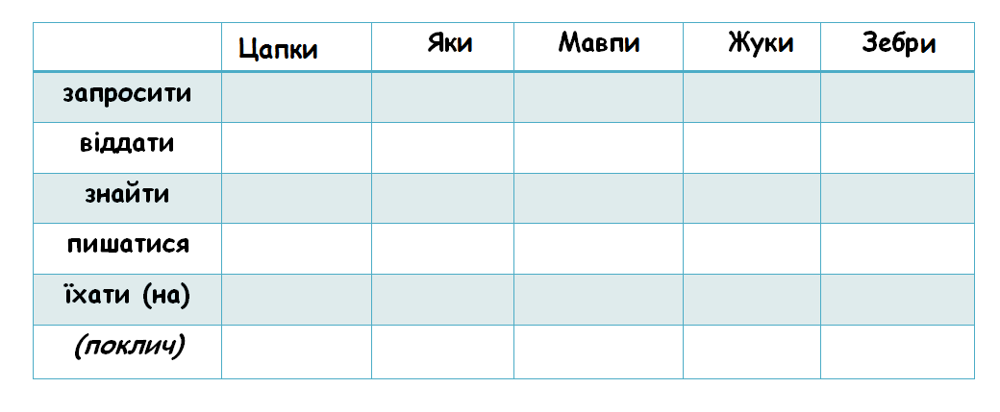 Цапки Яки Мавпи Жуки Зебри
запросити
віддати
знайти
пишатися
їхати (на)
(поклич)